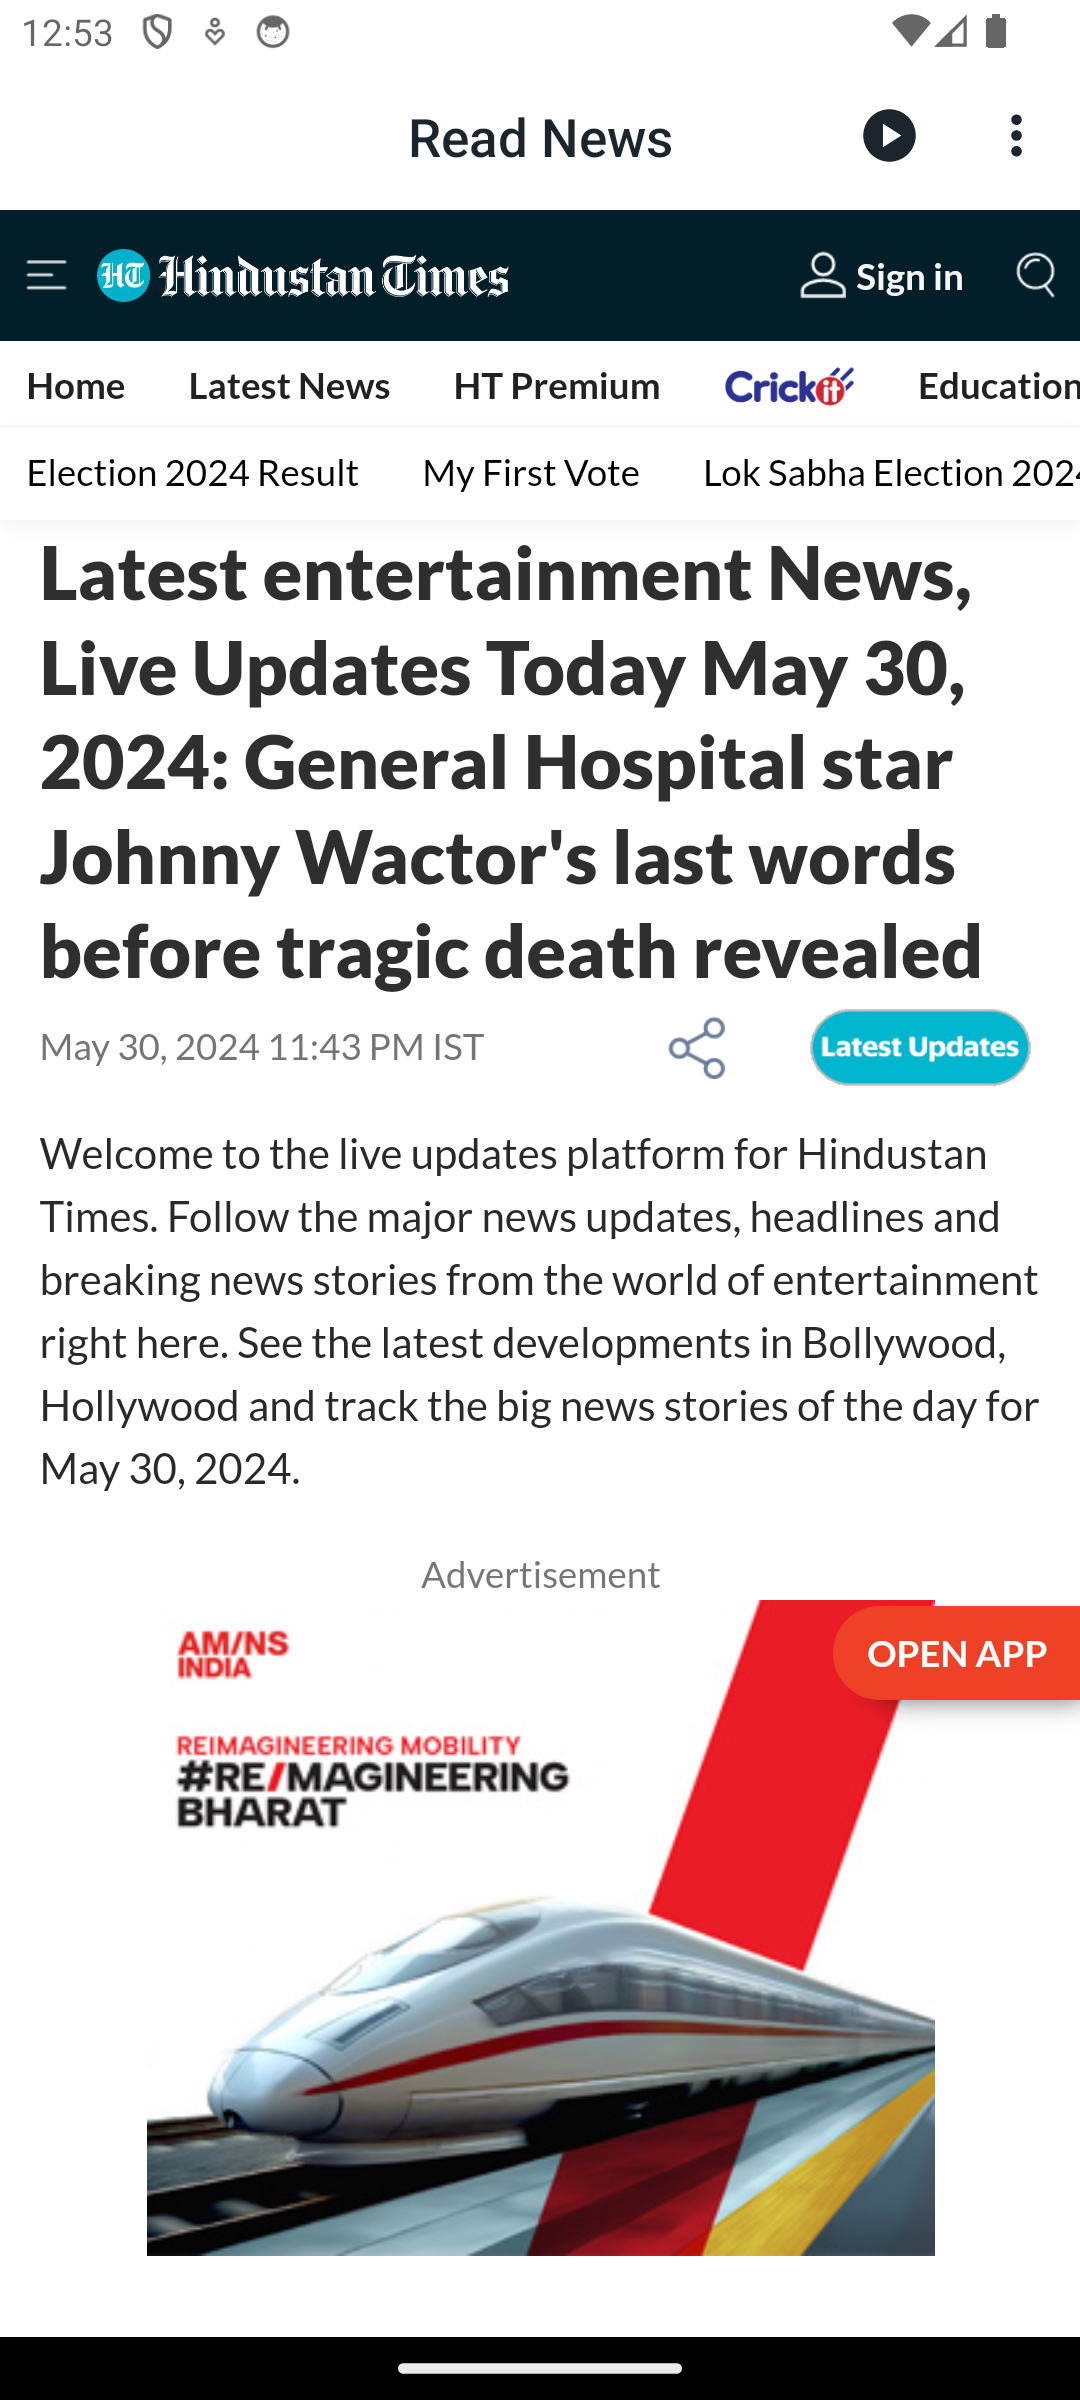 12:53
Read News
HT Hindustan Times
Sign in
Home Latest News HT Premium Crickit Education
Election 2024 Result My First Vote Lok Sabha Election 2024
Latest entertainment News,
Live Updates Today May 30,
2024: General Hospital star
Johnny Wactor's last words
before tragic death revealed
May 30, 2024 11:43 PM IST
Latest Updates
Welcome to the live updates platform for Hindustan
Times. Follow the major news updates, headlines and
breaking news stories from the world of entertainment
right here. See the latest developments in Bollywood,
Hollywood and track the big news stories of the day for
May 30, 2024.
Advertisement
AM/NS
INDIA
OPEN APP
REIMAGINEERING MOBILITY
#RE/MAGINEERING
BHARAT